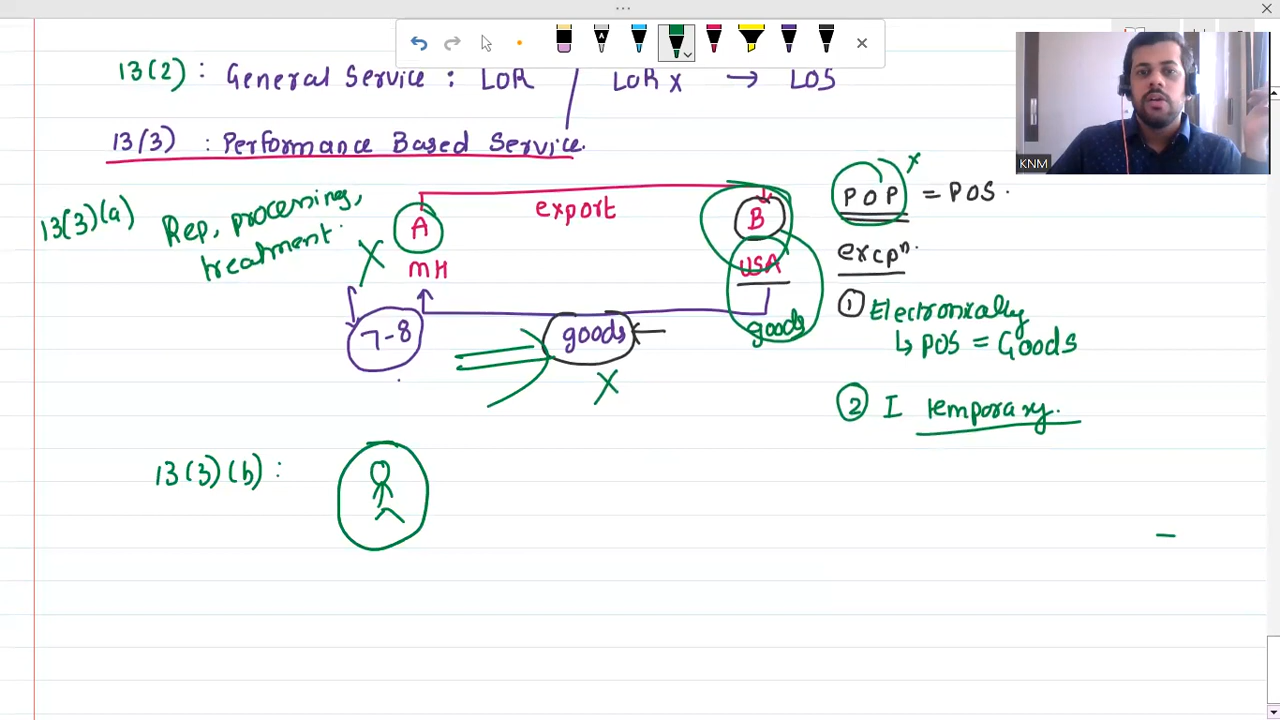 13(2) : General Service : LOR / LOR x → LOS
KNM
13(3) : Performance Based Service.
13(3)(a) Rep, processing, treatment.
A export B
POP x = POS.
MH USA
excpⁿ.
① Electronically
7-8 goods goods
↳ POS = Goods
X X
② I temporary.
13(3)(b) :